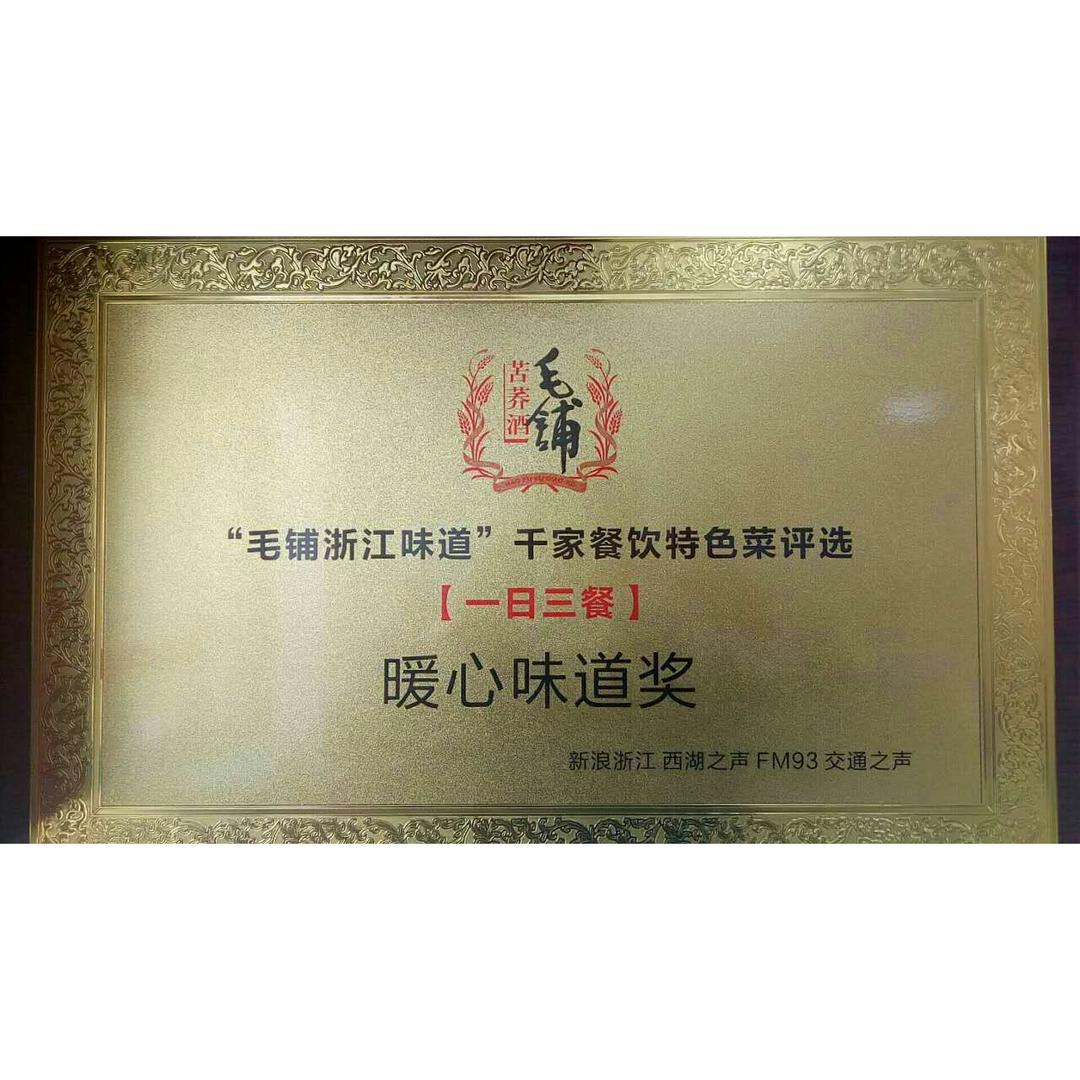 毛铺
苦荞酒
“毛铺浙江味道”千家餐饮特色菜评选
【一日三餐】
暖心味道奖
新浪浙江 西湖之声 FM93 交通之声